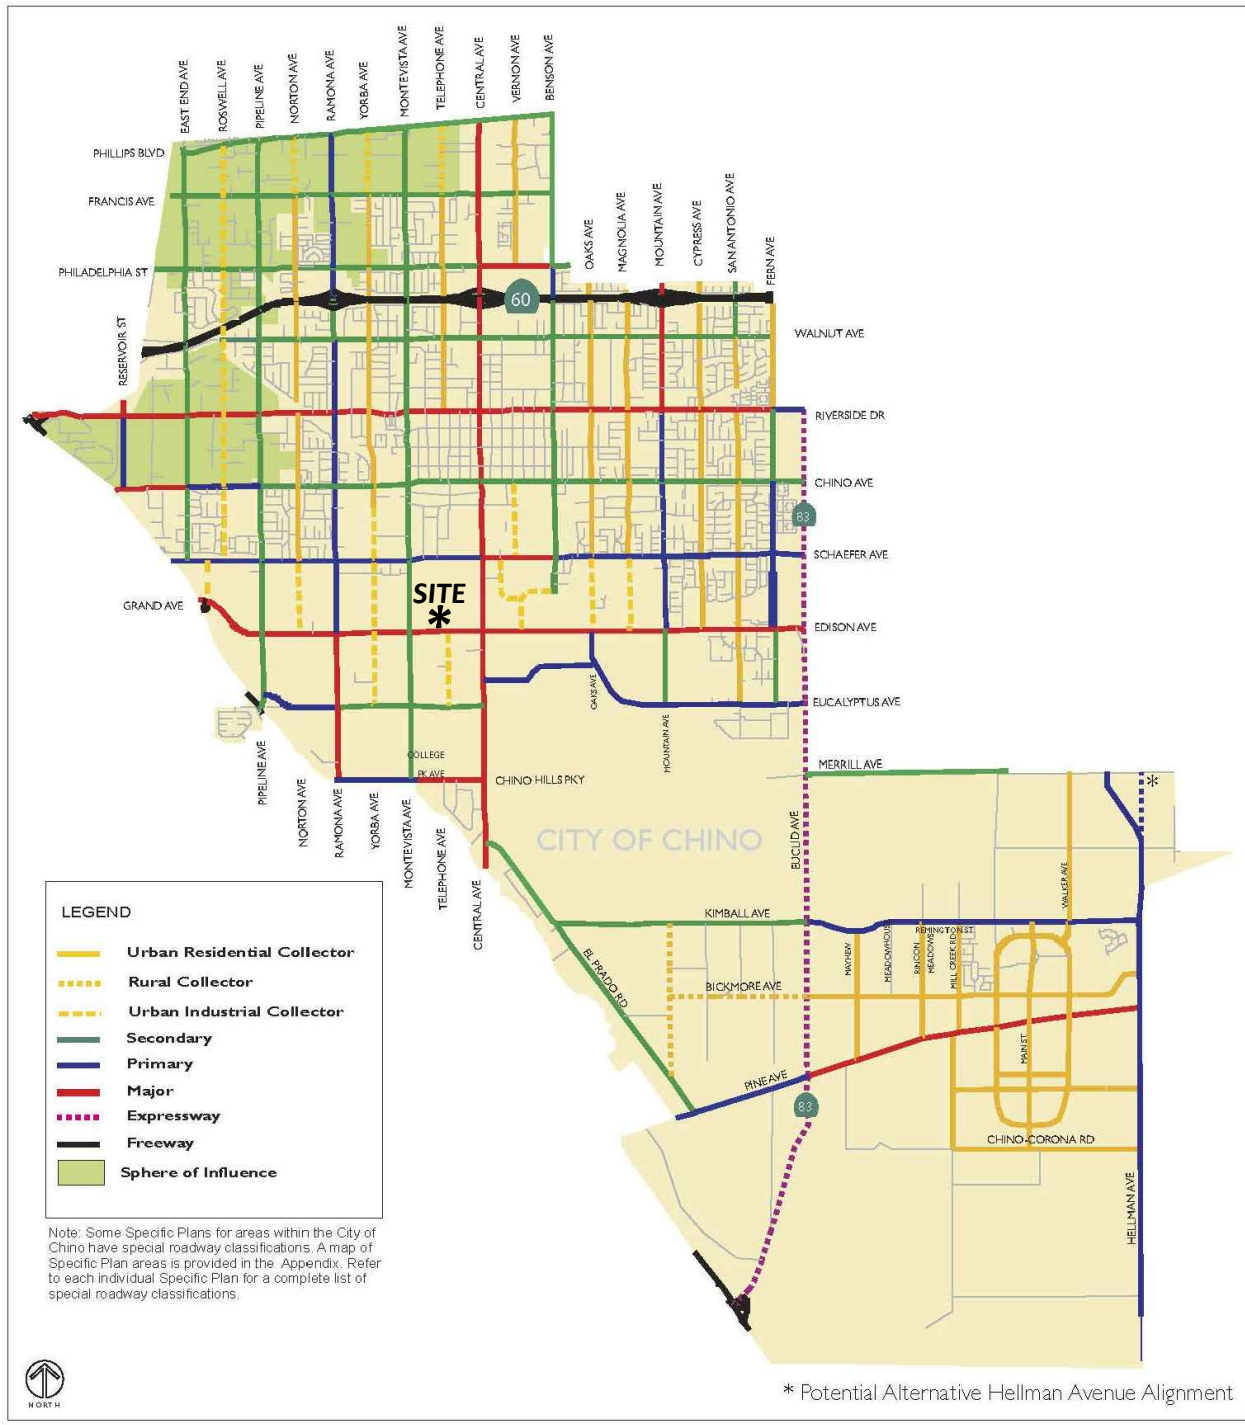 EAST END AVE
ROSWELL AVE
PIPELINE AVE
NORTON AVE
RAMONA AVE
YORBA AVE
MONTEVISTA AVE
TELEPHONE AVE
CENTRAL AVE
VERNON AVE
BENSON AVE
PHILLIPS BLVD
FRANCIS AVE
PHILADELPHIA ST
OAKS AVE
MAGNOLIA AVE
MOUNTAIN AVE
CYPRESS AVE
SAN ANTONIO AVE
FERN AVE
60
RESERVOIR ST
WALNUT AVE
RIVERSIDE DR
CHINO AVE
83
SCHAEFER AVE
SITE
*
GRAND AVE
EDISON AVE
OAKS AVE
EUCALYPTUS AVE
MOUNTAIN AVE
COLLEGE
PK AVE
CHINO HILLS PKY
MERRILL AVE
*
PIPELINE AVE
NORTON AVE
RAMONA AVE
YORBA AVE
MONTEVISTA AVE
TELEPHONE AVE
CENTRAL AVE
CITY OF CHINO
EUCLID AVE
WALKER AVE
KIMBALL AVE
REMINGTON ST
EL PRADO RD
MAYHEW
MEADOWHOUSE
RINCON
MEADOWS
MILL CREEK RD
BICKMORE AVE
MAIN ST
PINE AVE
83
CHINO-CORONA RD
HELLMAN AVE
LEGEND
Urban Residential Collector
Rural Collector
Urban Industrial Collector
Secondary
Primary
Major
Expressway
Freeway
Sphere of Influence
Note: Some Specific Plans for areas within the City of
Chino have special roadway classifications. A map of
Specific Plan areas is provided in the Appendix. Refer
to each individual Specific Plan for a complete list of
special roadway classifications.
NORTH
* Potential Alternative Hellman Avenue Alignment